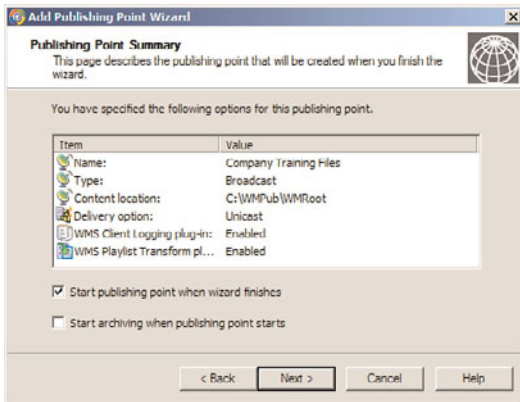 Add Publishing Point Wizard
Publishing Point Summary
This page describes the publishing point that will be created when you finish the
wizard.
You have specified the following options for this publishing point.
Item Value
Name: Company Training Files
Type: Broadcast
Content location: C:\WMPub\WMRoot
Delivery option: Unicast
WMS Client Logging plug-in: Enabled
WMS Playlist Transform pl... Enabled
Start publishing point when wizard finishes
Start archiving when publishing point starts
< Back Next > Cancel Help